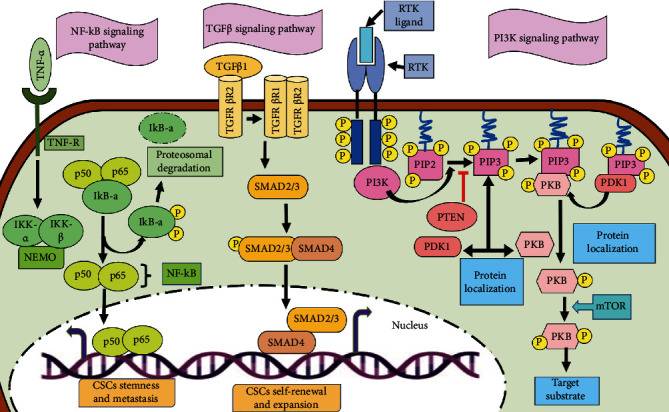 NF-kB signaling
pathway
TNF-α
TNF-R
IkB-a
Proteosomal
degradation
p50
p65
IkB-a
IkB-a
P
P
IKK-
α
IKK-
β
NEMO
p50
p65
NF-kB
p50
p65
CSCs stemness
and metastasis
TGFβ signaling pathway
TGFβ1
TGFR βR2
TGFR βR1
TGFR βR2
SMAD2/3
P
SMAD2/3
SMAD4
SMAD2/3
SMAD4
Nucleus
CSCs self-renewal
and expansion
RTK
ligand
RTK
PI3K signaling pathway
P
P
P
P
P
P
PI3K
P
P
PIP2
P
P
P
PIP3
P
P
P
PIP3
PKB
P
P
P
PIP3
PDK1
PTEN
PDK1
PKB
Protein
localization
Protein
localization
PKB
P
mTOR
P
PKB
P
Target
substrate